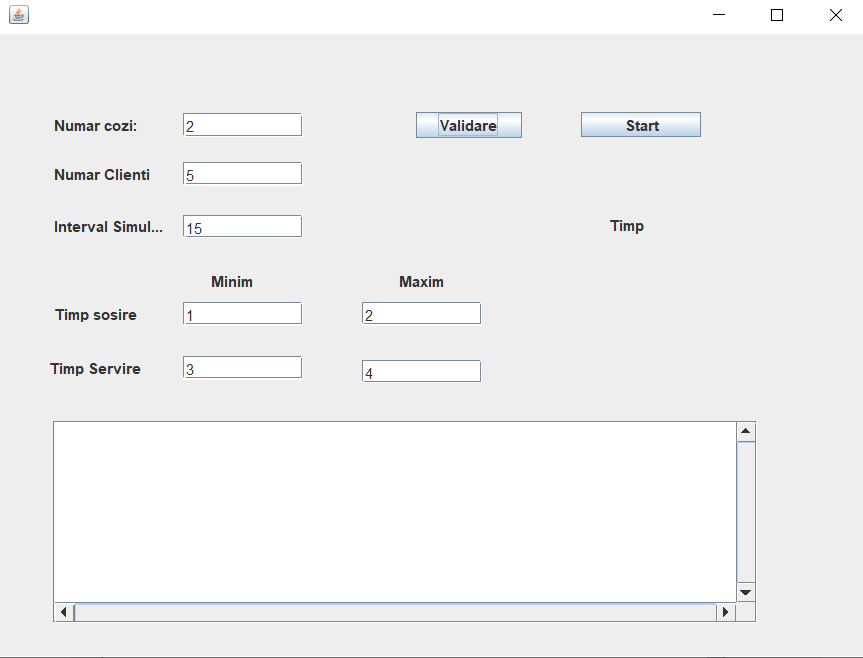 Numar cozi: 2 Validare Start
Numar Clienti 5
Interval Simul... 15 Timp
Minim Maxim
Timp sosire 1 2
Timp Servire 3 4